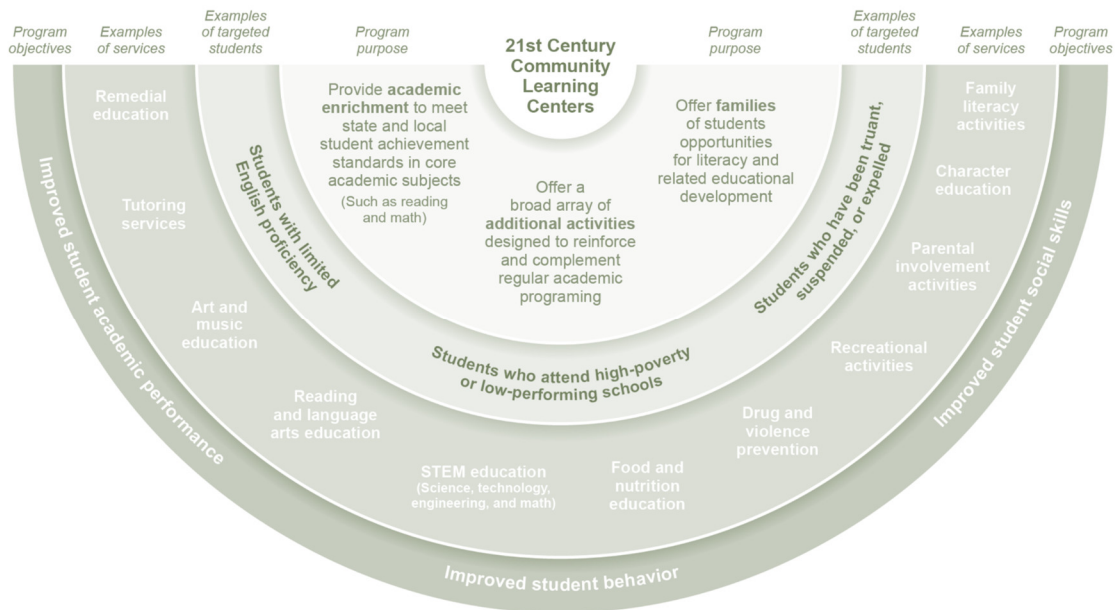 Program
objectives
Examples
of services
Examples
of targeted
students
Program
purpose
21st Century
Community
Learning
Centers
Program
purpose
Examples
of targeted
students
Examples
of services
Program
objectives
Provide academic
enrichment to meet
state and local
student achievement
standards in core
academic subjects
(Such as reading
and math)
Offer a
broad array of
additional activities
designed to reinforce
and complement
regular academic
programing
Offer families
of students
opportunities
for literacy and
related educational
development
Students with limited
English proficiency
Students who attend high-poverty
or low-performing schools
Students who have been truant,
suspended, or expelled
Remedial
education
Tutoring
services
Art and
music
education
Reading
and language
arts education
STEM education
(Science, technology,
engineering, and math)
Food and
nutrition
education
Drug and
violence
prevention
Recreational
activities
Parental
involvement
activities
Character
education
Family
literacy
activities
Improved student academic performance
Improved student behavior
Improved student social skills